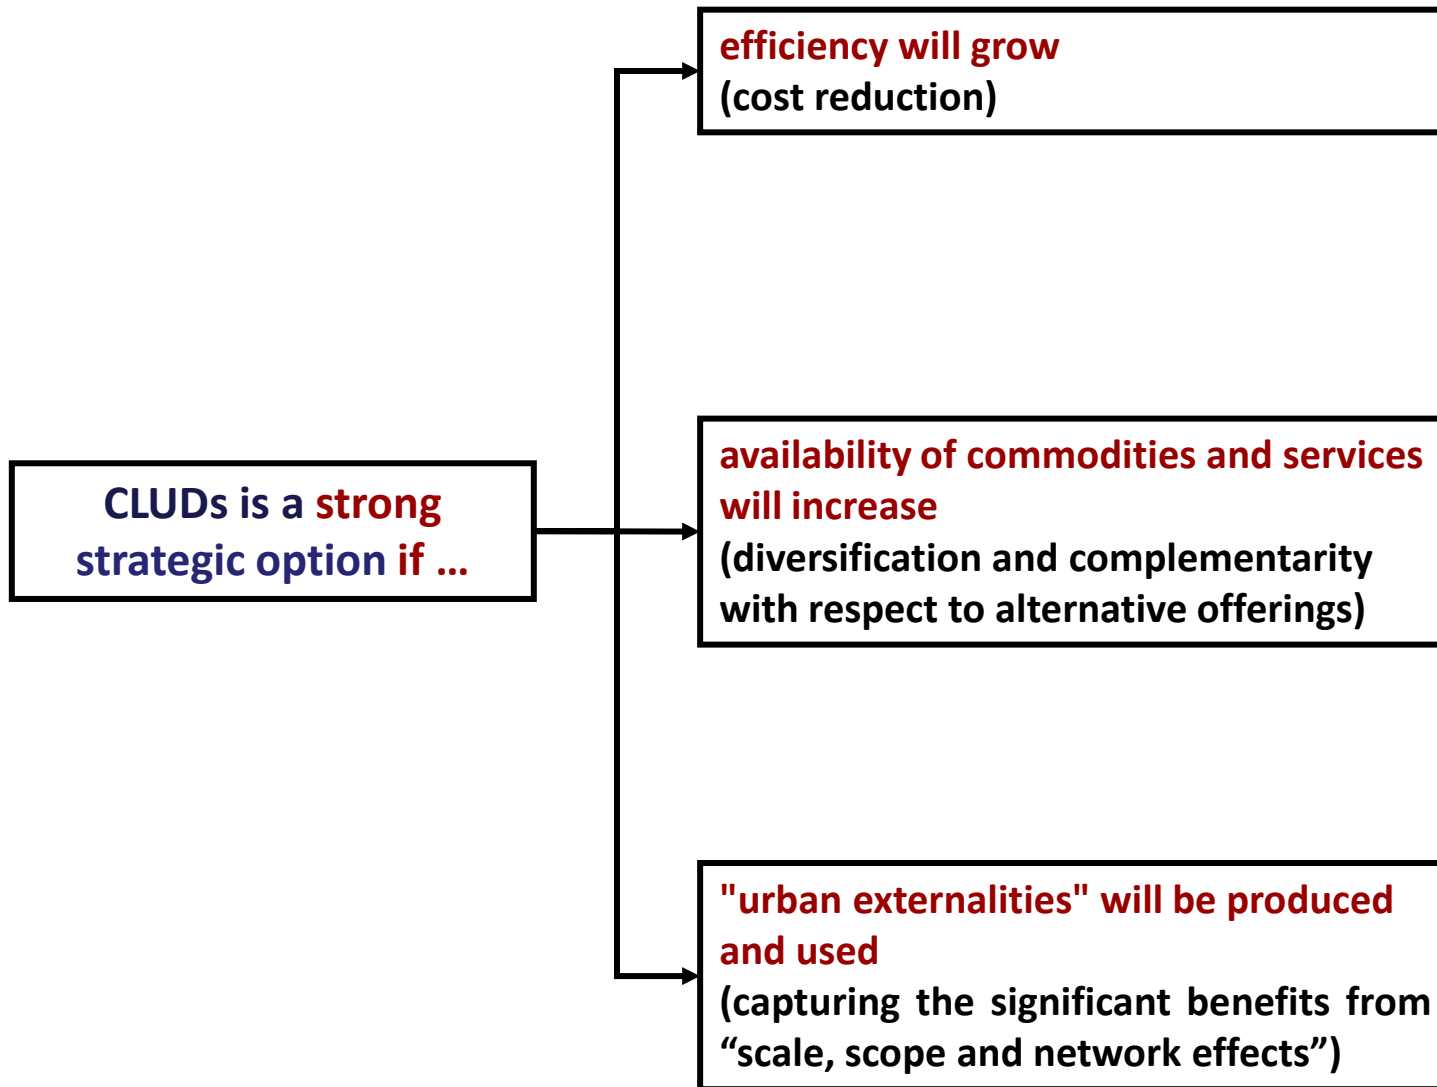 efficiency will grow
(cost reduction)
CLUDs is a strong
strategic option if ...
availability of commodities and services
will increase
(diversification and complementarity
with respect to alternative offerings)
"urban externalities" will be produced
and used
(capturing the significant benefits from
“scale, scope and network effects”)